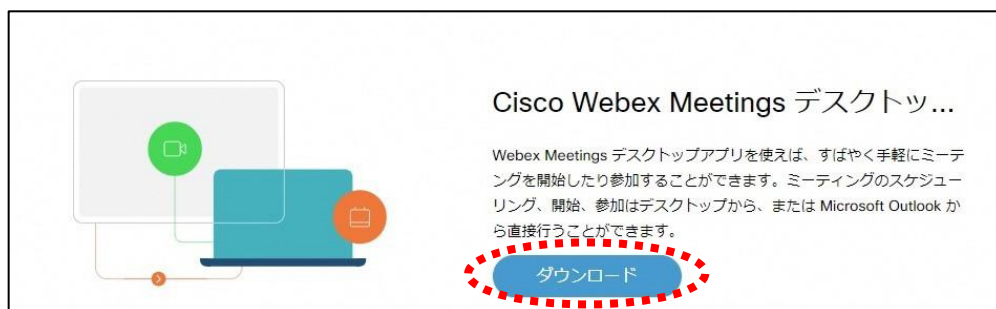 Cisco Webex Meetings デスクトッ...
Webex Meetings デスクトップアプリを使えば、すばやく手軽にミーテ
ィングを開始したり参加することができます。ミーティングのスケジュー
リング、開始、参加はデスクトップから、または Microsoft Outlook か
ら直接行うことができます。
ダウンロード